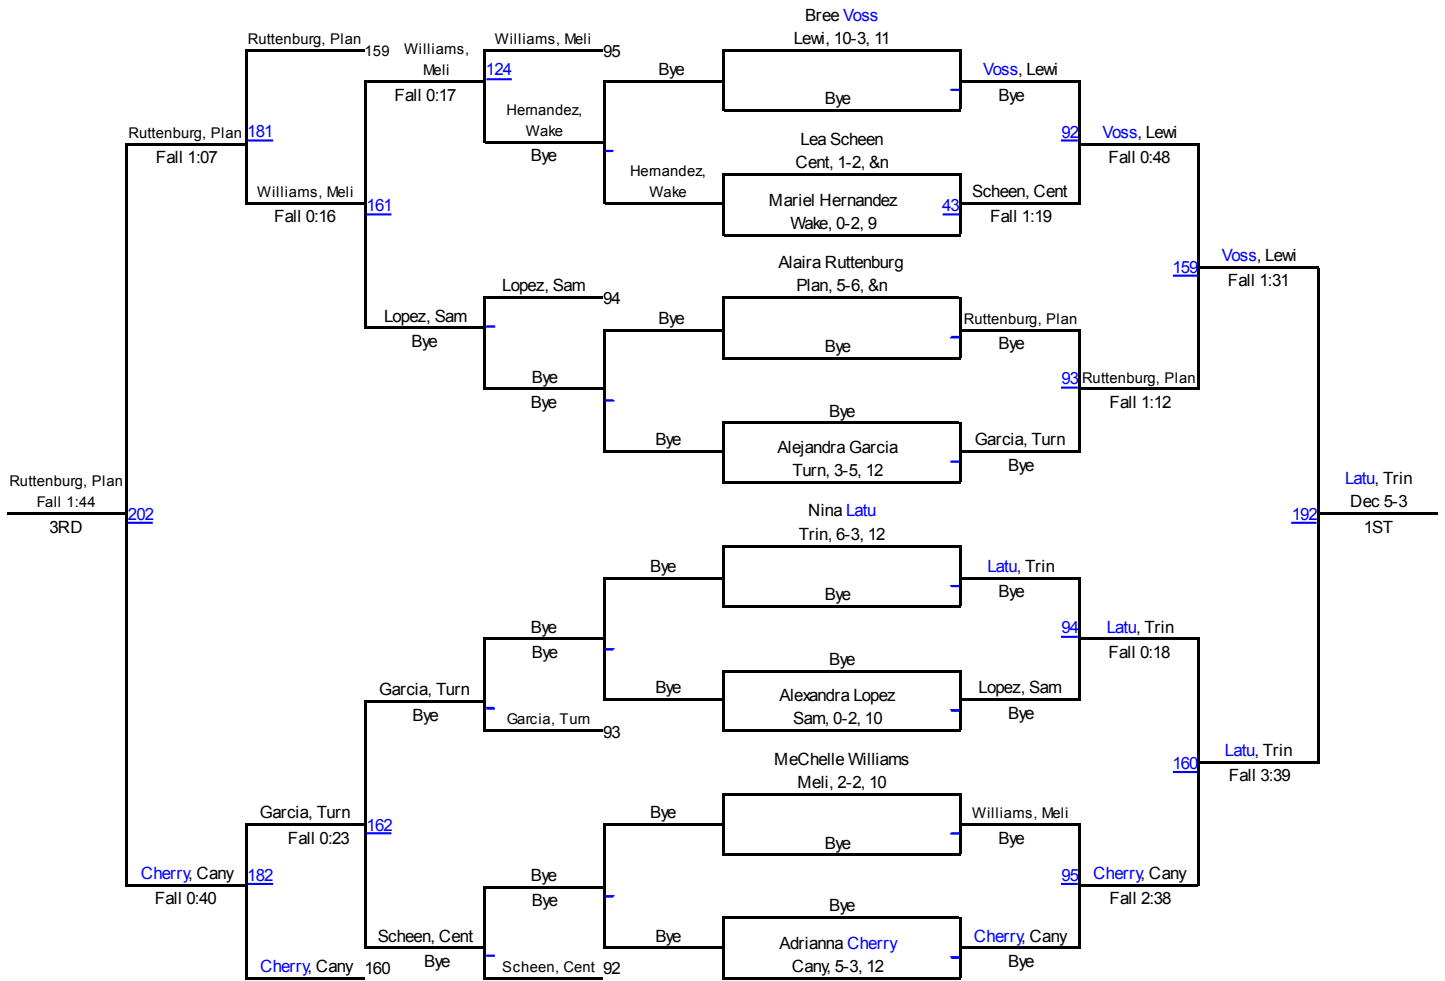 Bree Voss
Lewi, 10-3, 11
Bye
Lea Scheen
Cent, 1-2, &n
Mariel Hernandez
Wake, 0-2, 9
43
Alaira Ruttenburg
Plan, 5-6, &n
Bye
Bye
Alejandra Garcia
Turn, 3-5, 12
Nina Latu
Trin, 6-3, 12
Bye
Bye
Alexandra Lopez
Sam, 0-2, 10
MeChelle Williams
Meli, 2-2, 10
Bye
Bye
Adrianna Cherry
Cany, 5-3, 12
Voss, Lewi
Bye
92
Scheen, Cent
Fall 1:19
Ruttenburg, Plan
Bye
93
Garcia, Turn
Bye
Latu, Trin
Bye
94
Lopez, Sam
Bye
Williams, Meli
Bye
95
Cherry, Cany
Bye
Voss, Lewi
Fall 0:48
159
Ruttenburg, Plan
Fall 1:12
Latu, Trin
Fall 0:18
160
Cherry, Cany
Fall 2:38
Voss, Lewi
Fall 1:31
192
Latu, Trin
Fall 3:39
Latu, Trin
Dec 5-3
1ST
Bye
Hernandez,
Wake
Bye
Bye
Bye
Bye
Bye
Bye
Williams, Meli
95
124
Hernandez,
Wake
Bye
Lopez, Sam
94
Bye
Bye
Bye
Bye
Garcia, Turn
93
Bye
Bye
Scheen, Cent
92
Williams,
Meli
Fall 0:17
161
Lopez, Sam
Bye
Garcia, Turn
Bye
162
Scheen, Cent
Bye
Ruttenburg, Plan
159
181
Williams, Meli
Fall 0:16
Garcia, Turn
Fall 0:23
182
Cherry, Cany
160
Ruttenburg, Plan
Fall 1:07
202
Cherry, Cany
Fall 0:40
Ruttenburg, Plan
Fall 1:44
3RD